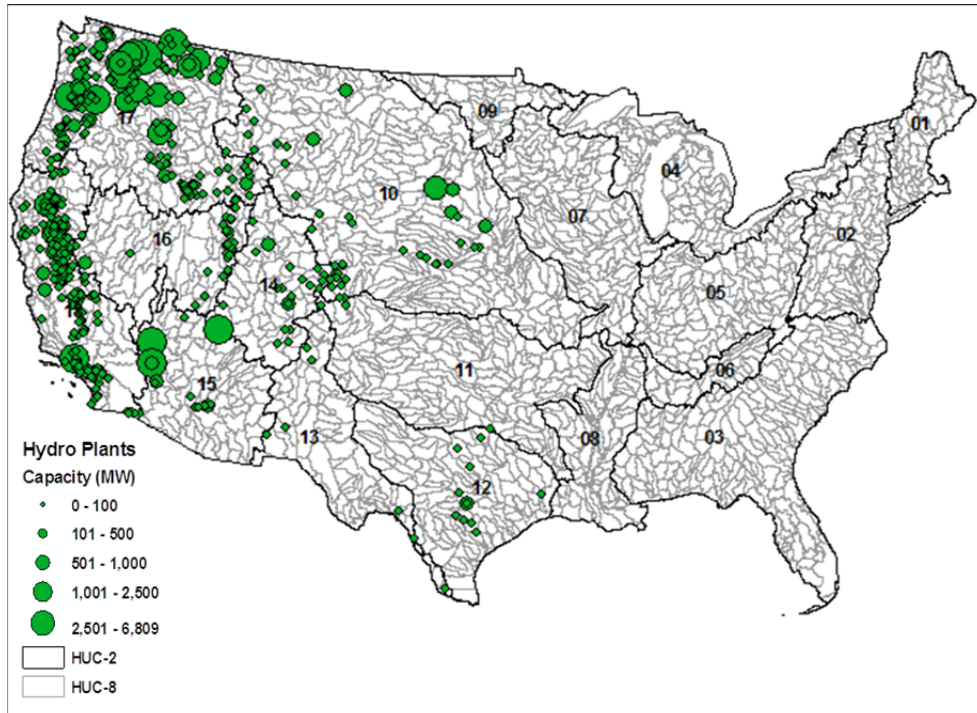 09
01
17
04
10
07
02
16
14
05
18
11
06
15
13
08
03
12
Hydro Plants
Capacity (MW)
0 - 100
101 - 500
501 - 1,000
1,001 - 2,500
2,501 - 6,809
HUC-2
HUC-8